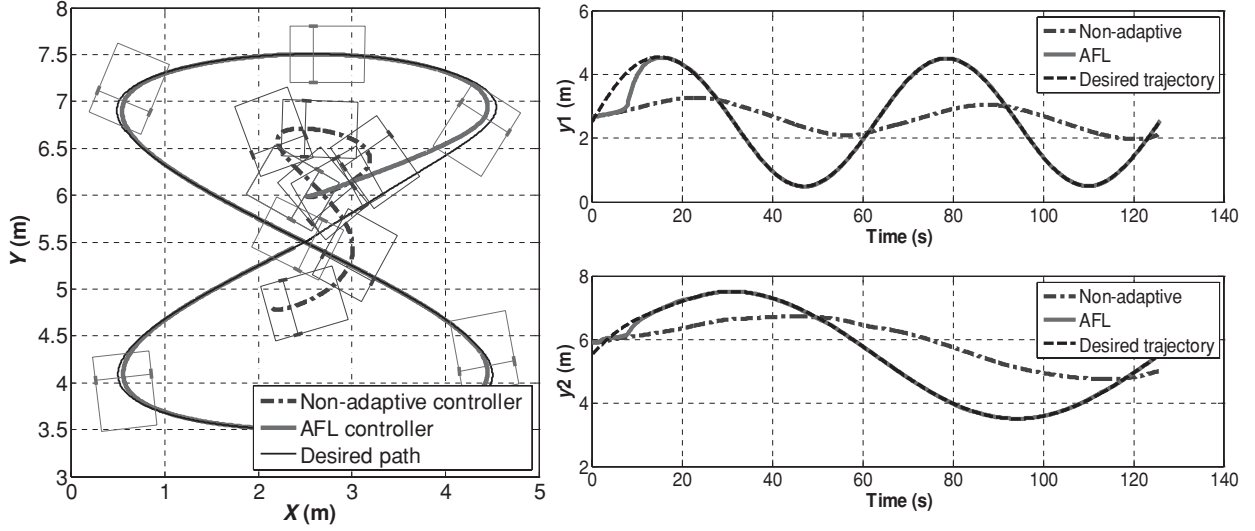 8
7.5
7
6.5
6
5.5
5
4.5
4
3.5
3
Y (m)
0 1 2 3 4 5
X (m)
Non-adaptive controller
AFL controller
Desired path
6
4
2
0
y1 (m)
0 20 40 60 80 100 120 140
Time (s)
Non-adaptive
AFL
Desired trajectory
8
6
4
2
y2 (m)
0 20 40 60 80 100 120 140
Time (s)
Non-adaptive
AFL
Desired trajectory